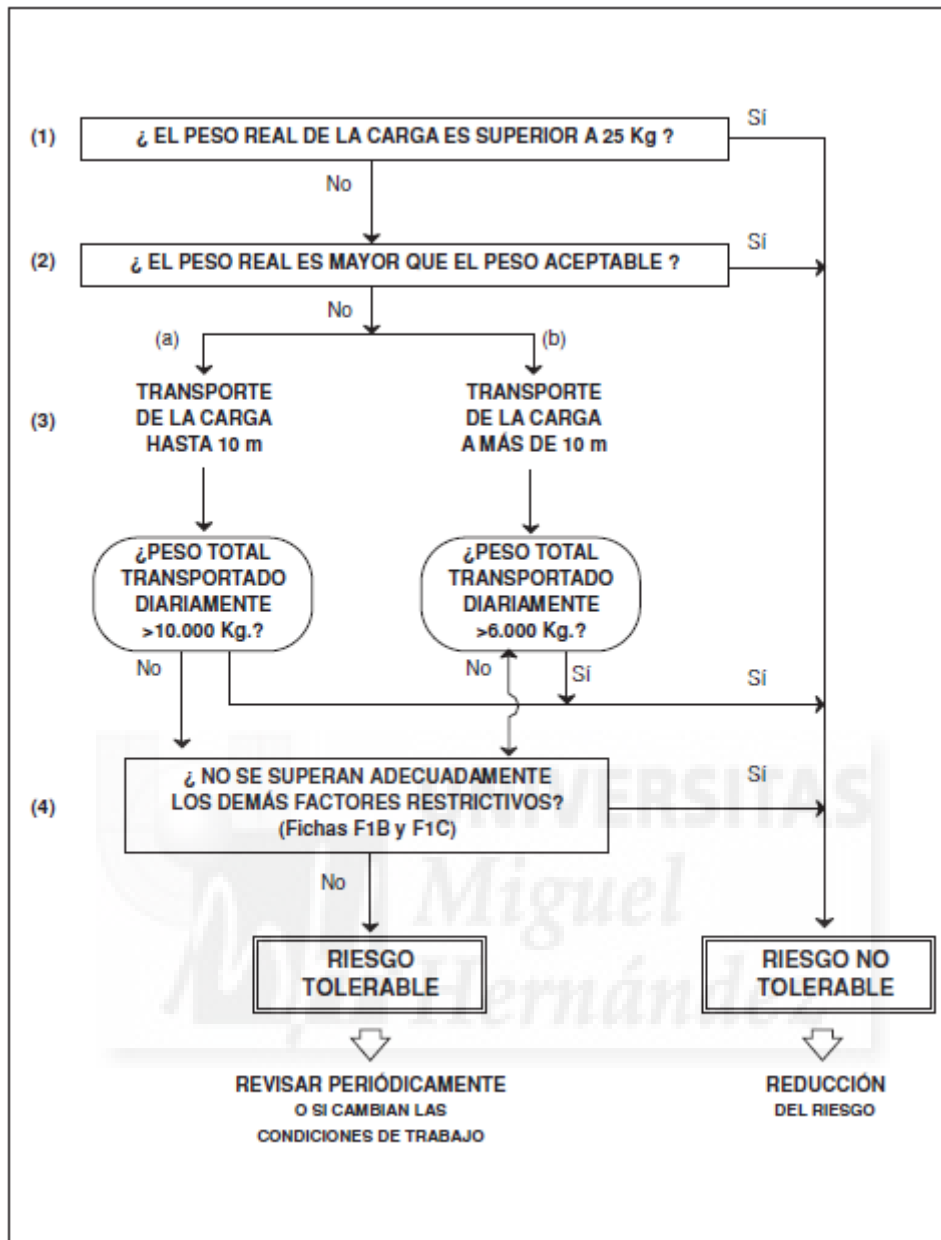 (1) ¿ EL PESO REAL DE LA CARGA ES SUPERIOR A 25 Kg ? Sí
No
(2) ¿ EL PESO REAL ES MAYOR QUE EL PESO ACEPTABLE ? Sí
No
(a) (b)
(3)
TRANSPORTE
DE LA CARGA
HASTA 10 m
TRANSPORTE
DE LA CARGA
A MÁS DE 10 m
¿PESO TOTAL
TRANSPORTADO
DIARIAMENTE
>10.000 Kg.?
¿PESO TOTAL
TRANSPORTADO
DIARIAMENTE
>6.000 Kg.?
No No Sí Sí
(4)
¿ NO SE SUPERAN ADECUADAMENTE
LOS DEMÁS FACTORES RESTRICTIVOS?
(Fichas F1B y F1C)
Sí
No
UNIVERSITAS
Miguel
Hernández
RIESGO
TOLERABLE
RIESGO NO
TOLERABLE
REVISAR PERIÓDICAMENTE
O SI CAMBIAN LAS
CONDICIONES DE TRABAJO
REDUCCIÓN
DEL RIESGO